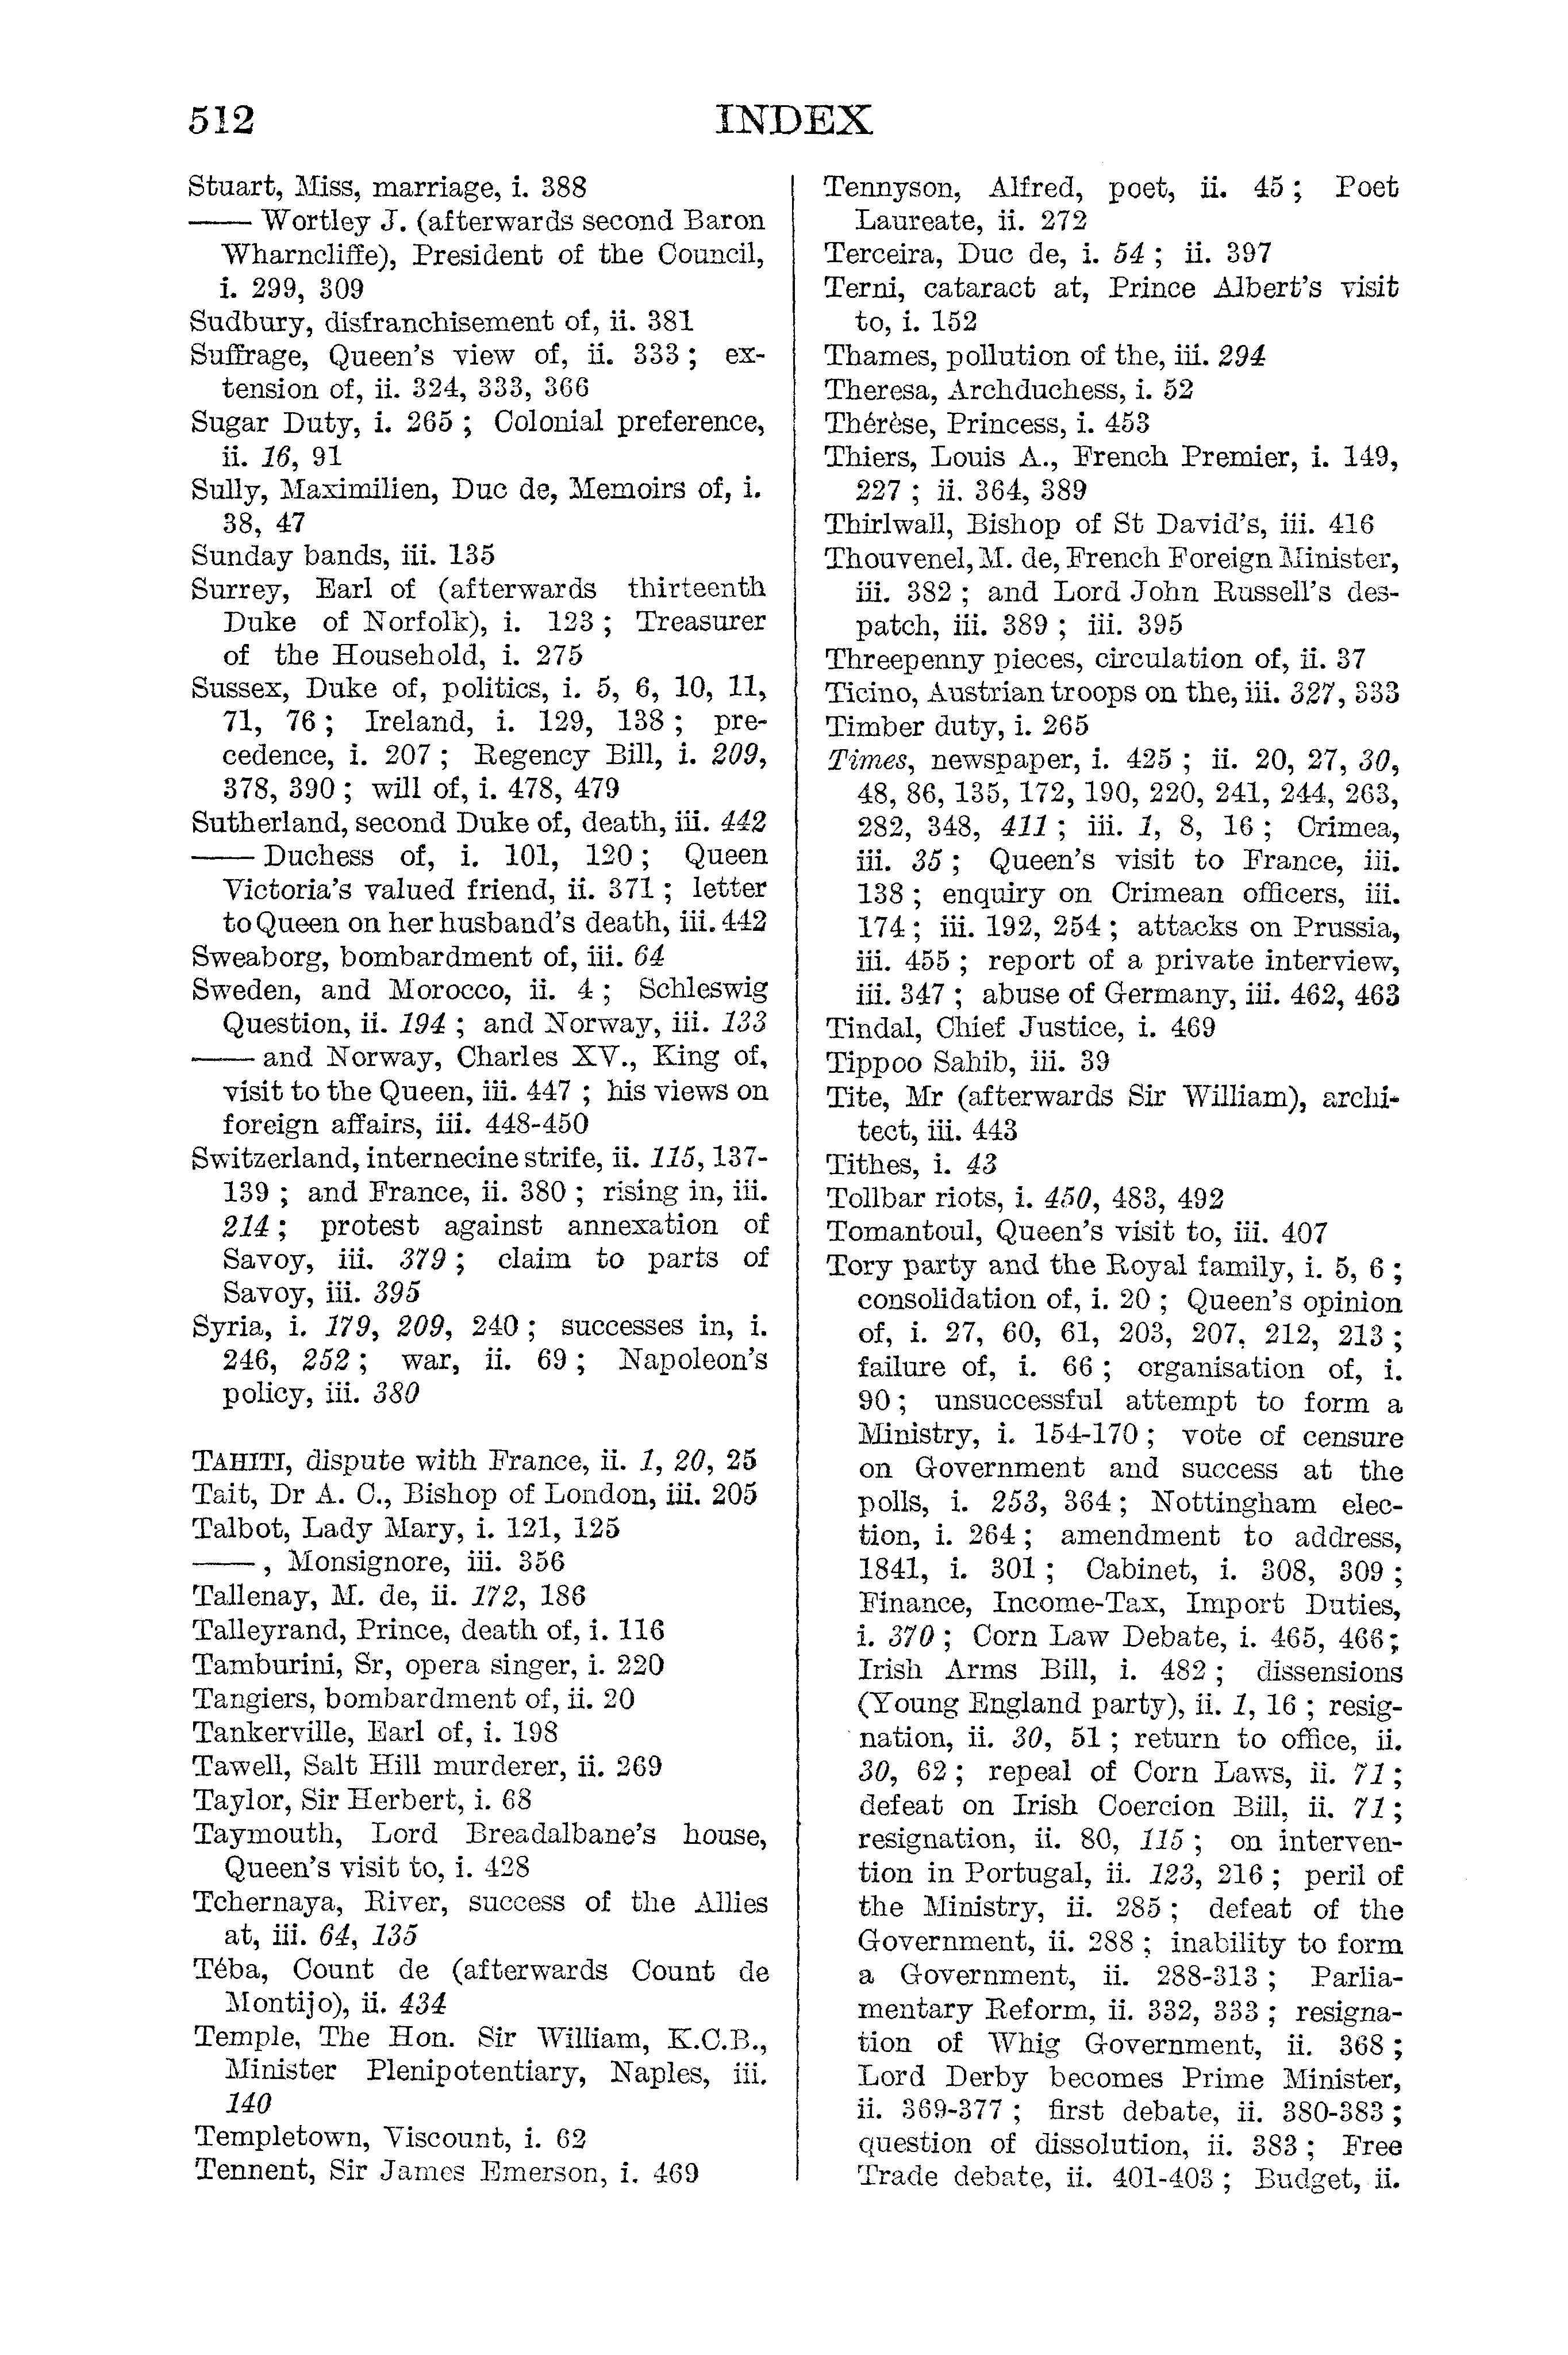 512
INDEX
Stuart, Miss, marriage, i. 388
—— Wortley J. (afterwards second Baron
Wharncliffe), President of the Council,
i. 299, 309
Sudbury, disfranchisement of, ii. 381
Suffrage, Queen's view of, ii. 333 ; ex-
tension of, ii. 324, 333, 366
Sugar Duty, i. 265 ; Colonial preference,
ii. 16, 91
Sully, Maximilien, Duc de, Memoirs of, i.
38, 47
Sunday bands, iii. 135
Surrey, Earl of (afterwards thirteenth
Duke of Norfolk), i. 123 ; Treasurer
of the Household, i. 275
Sussex, Duke of, politics, i. 5, 6, 10, 11,
71, 76 ; Ireland, i. 129, 138 ; pre-
cedence, i. 207 ; Regency Bill, i. 209,
378, 390 ; will of, i. 478, 479
Sutherland, second Duke of, death, iii. 442
—— Duchess of, i. 101, 120 ; Queen
Victoria's valued friend, ii. 371 ; letter
to Queen on her husband's death, iii. 442
Sweaborg, bombardment of, iii. 64
Sweden, and Morocco, ii. 4 ; Schleswig
Question, ii. 194 ; and Norway, iii. 133
—— and Norway, Charles XV., King of,
visit to the Queen, iii. 447 ; his views on
foreign affairs, iii. 448-450
Switzerland, internecine strife, ii. 115, 137-
139 ; and France, ii. 380 ; rising in, iii.
214 ; protest against annexation of
Savoy, iii. 379 ; claim to parts of
Savoy, iii. 395
Syria, i. 179, 209, 240 ; successes in, i.
246, 252 ; war, ii. 69 ; Napoleon's
policy, iii. 380
TAHITI, dispute with France, ii. 1, 20, 25
Tait, Dr A. C., Bishop of London, iii. 205
Talbot, Lady Mary, i. 121, 125
—— , Monsignore, iii. 356
Tallenay, M. de, ii. 172, 186
Talleyrand, Prince, death of, i. 116
Tamburini, Sr, opera singer, i. 220
Tangiers, bombardment of, ii. 20
Tankerville, Earl of, i. 198
Tawell, Salt Hill murderer, ii. 269
Taylor, Sir Herbert, i. 68
Taymouth, Lord Breadalbane's house,
Queen's visit to, i. 428
Tchernaya, River, success of the Allies
at, iii. 64, 135
Téba, Count de (afterwards Count de
Montijo), ii. 434
Temple, The Hon. Sir William, K.C.B.,
Minister Plenipotentiary, Naples, iii.
140
Templetown, Viscount, i. 62
Tennent, Sir James Emerson, i. 469
Tennyson, Alfred, poet, ii. 45 ; Poet
Laureate, ii. 272
Terceira, Duc de, i. 54 ; ii. 397
Terni, cataract at, Prince Albert's visit
to, i. 152
Thames, pollution of the, iii. 294
Theresa, Archduchess, i. 52
Thérèse, Princess, i. 453
Thiers, Louis A., French Premier, i. 149,
227 ; ii. 364, 389
Thirlwall, Bishop of St David's, iii. 416
Thouvenel, M. de, French Foreign Minister,
iii. 382 ; and Lord John Russell's des-
patch, iii. 389 ; iii. 395
Threepenny pieces, circulation of, ii. 37
Ticino, Austrian troops on the, iii. 327, 333
Timber duty, i. 265
Times, newspaper, i. 425 ; ii. 20, 27, 30,
48, 86, 135, 172, 190, 220, 241, 244, 263,
282, 348, 411 ; iii. 1, 8, 16 ; Crimea,
iii. 35 ; Queen's visit to France, iii.
138 ; enquiry on Crimean officers, iii.
174 ; iii. 192, 254 ; attacks on Prussia,
iii. 455 ; report of a private interview,
iii. 347 ; abuse of Germany, iii. 462, 463
Tindal, Chief Justice, i. 469
Tippoo Sahib, iii. 39
Tite, Mr (afterwards Sir William), archi-
tect, iii. 443
Tithes, i. 43
Tollbar riots, i. 450, 483, 492
Tomantoul, Queen's visit to, iii. 407
Tory party and the Royal family, i. 5, 6 ;
consolidation of, i. 20 ; Queen's opinion
of, i. 27, 60, 61, 203, 207, 212, 213 ;
failure of, i. 66 ; organisation of, i.
90 ; unsuccessful attempt to form a
Ministry, i. 154-170 ; vote of censure
on Government and success at the
polls, i. 253, 364 ; Nottingham elec-
tion, i. 264 ; amendment to address,
1841, i. 301 ; Cabinet, i. 308, 309 ;
Finance, Income-Tax, Import Duties,
i. 370 ; Corn Law Debate, i. 465, 466 ;
Irish Arms Bill, i. 482 ; dissensions
(Young England party), ii. 1, 16 ; resig-
nation, ii. 30, 51 ; return to office, ii.
30, 62 ; repeal of Corn Laws, ii. 71 ;
defeat on Irish Coercion Bill, ii. 71 ;
resignation, ii. 80, 115 ; on interven-
tion in Portugal, ii. 123, 216 ; peril of
the Ministry, ii. 285 ; defeat of the
Government, ii. 288 ; inability to form
a Government, ii. 288-313 ; Parlia-
mentary Reform, ii. 332, 333 ; resigna-
tion of Whig Government, ii. 368 ;
Lord Derby becomes Prime Minister,
ii. 369-377 ; first debate, ii. 380-383 ;
question of dissolution, ii. 383 ; Free
Trade debate, ii. 401-403 ; Budget, ii.